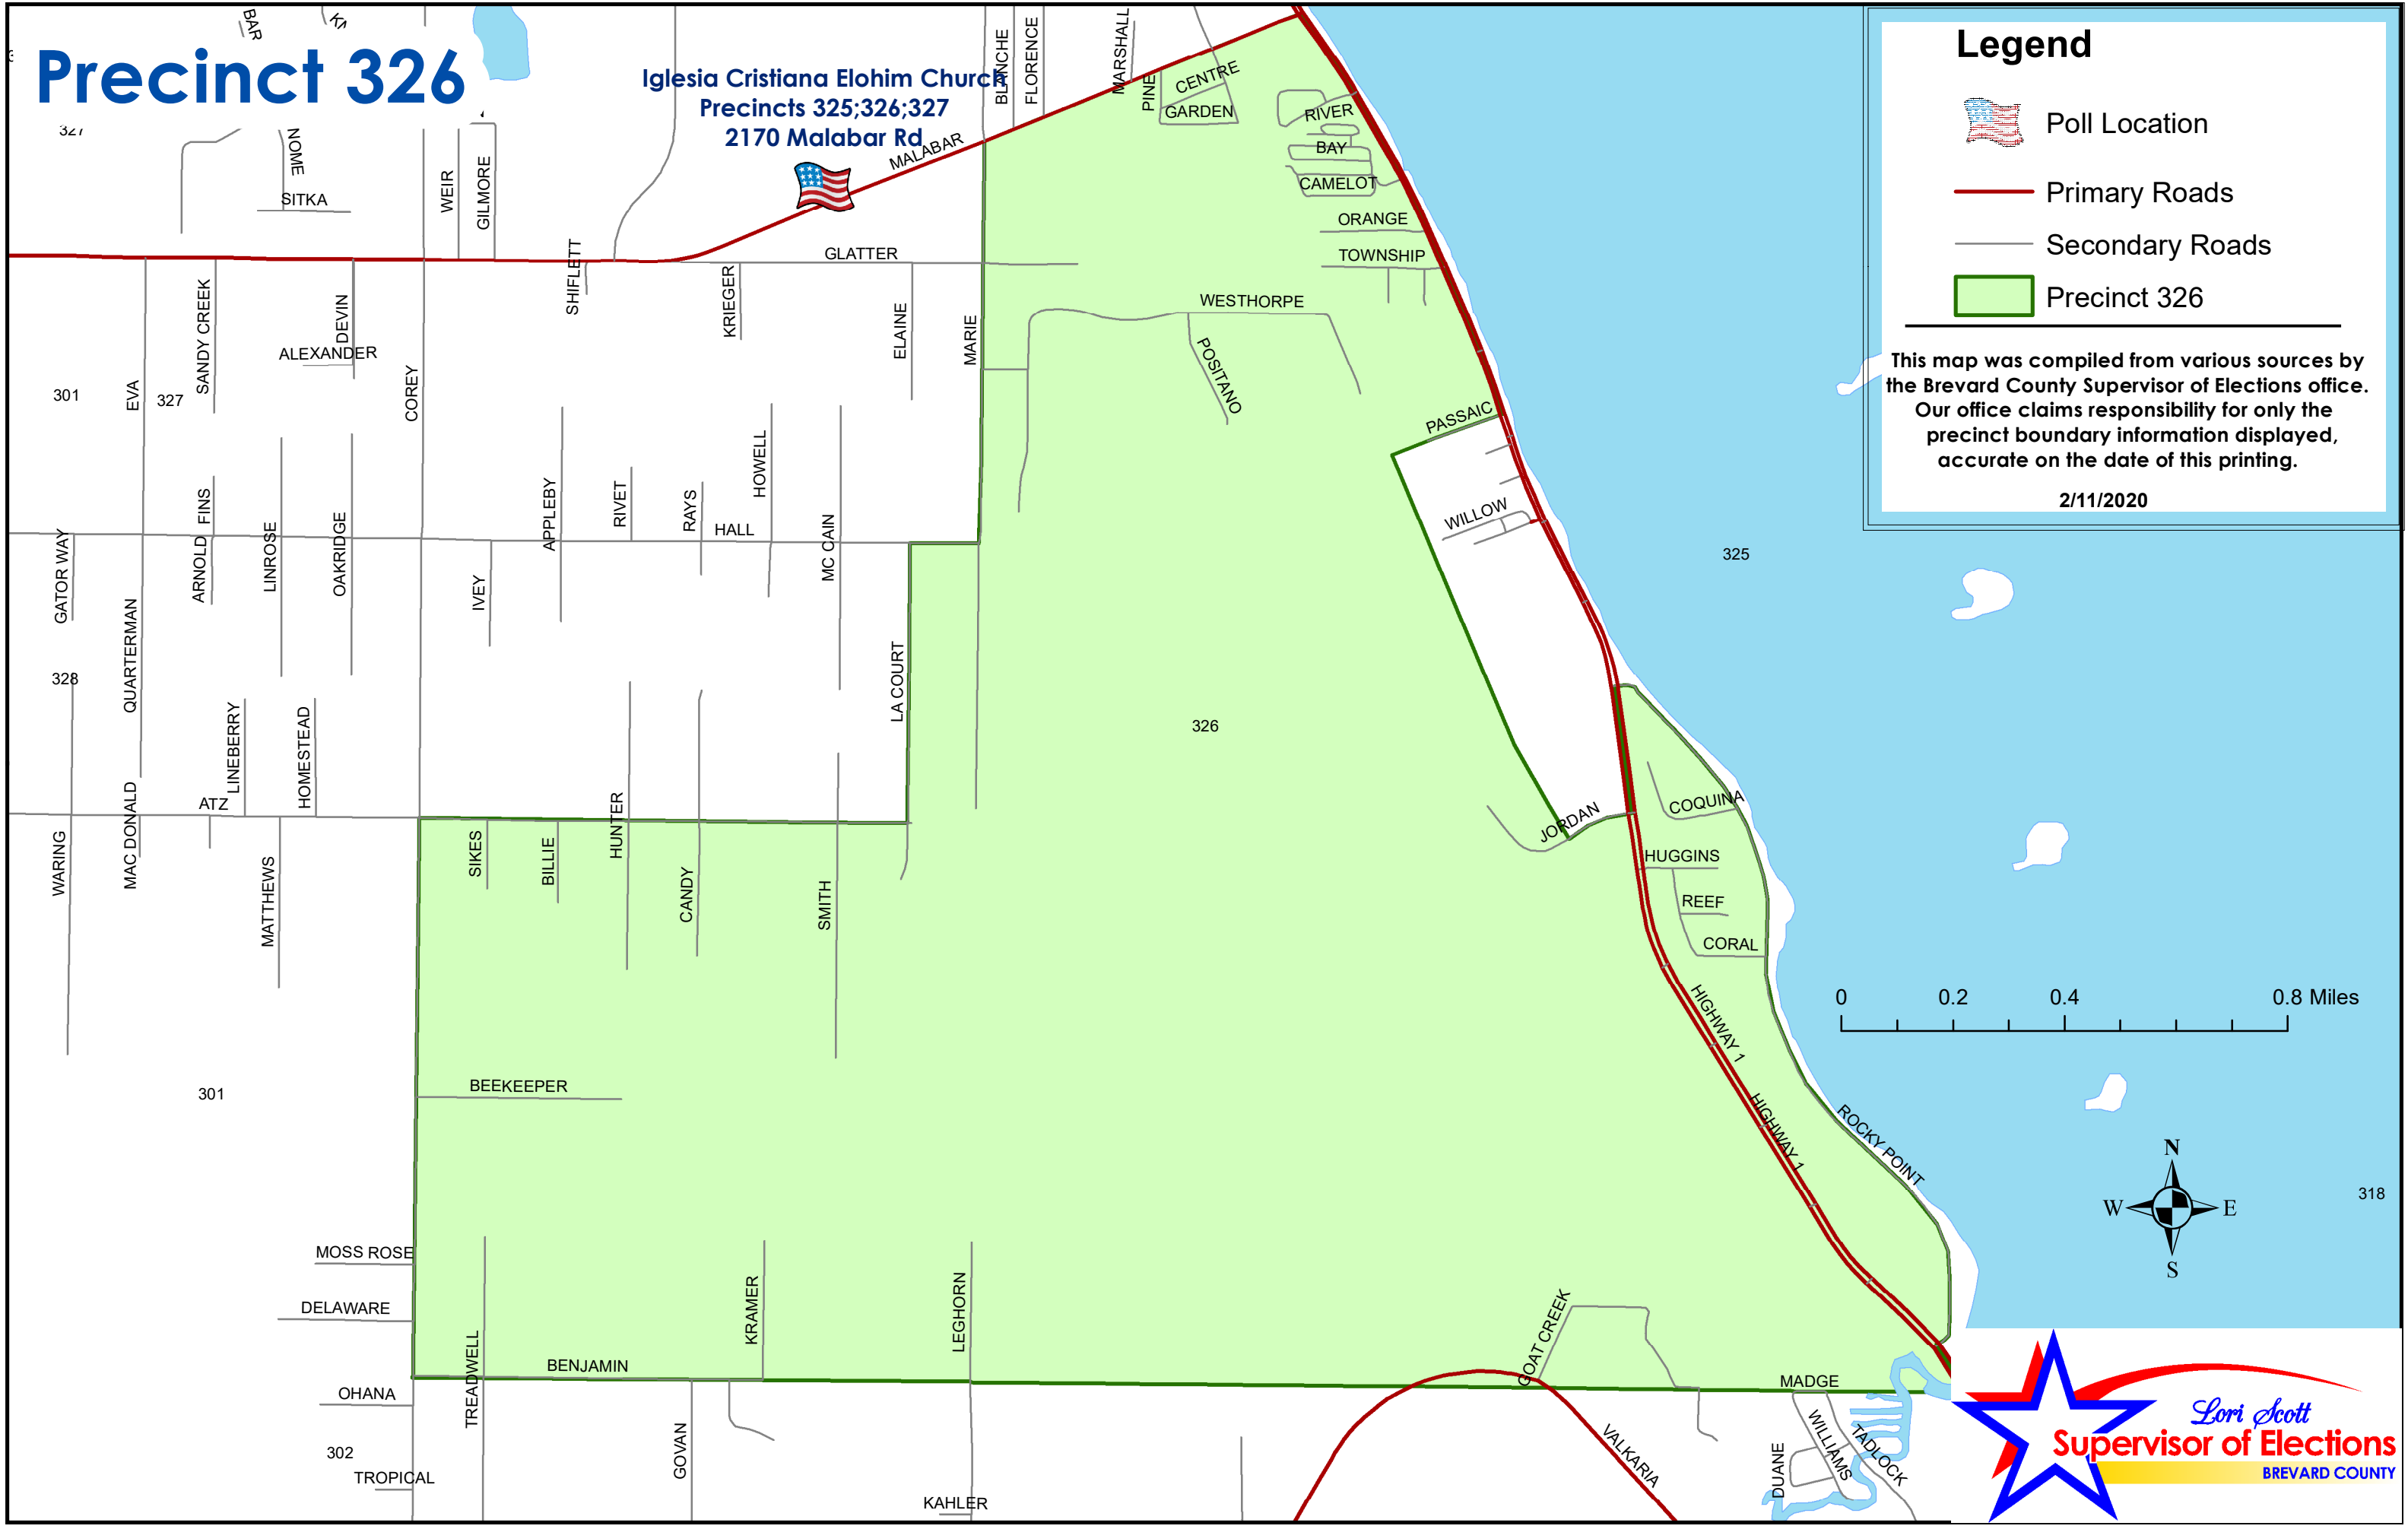 Precinct 326
Iglesia Cristiana Elohim Church
Precincts 325;326;327
2170 Malabar Rd
Legend
Poll Location
Primary Roads
Secondary Roads
Precinct 326
This map was compiled from various sources by
the Brevard County Supervisor of Elections office.
Our office claims responsibility for only the
precinct boundary information displayed,
accurate on the date of this printing.
2/11/2020
BAR
327
NOME
SITKA
WEIR
GILMORE
BLANCHE
FLORENCE
MARSHALL
PINE
CENTRE
GARDEN
MALABAR
RIVER
BAY
CAMELOT
ORANGE
TOWNSHIP
GLATTER
SHIFLETT
KRIEGER
ELAINE
MARIE
WESTHORPE
POSITANO
PASSAIC
WILLOW
SANDY CREEK
DEVIN
ALEXANDER
COREY
EVA
301
327
FINS
ARNOLD
LINROSE
OAKRIDGE
APPLEBY
RIVET
RAYS
HOWELL
HALL
MC CAIN
IVEY
GATOR WAY
QUARTERMAN
328
LA COURT
325
326
LINEBERRY
HOMESTEAD
ATZ
MAC DONALD
WARING
MATTHEWS
SIKES
BILLIE
HUNTER
CANDY
SMITH
JORDAN
COQUINA
HUGGINS
REEF
CORAL
HIGHWAY 1
HIGHWAY 1
ROCKY POINT
0 0.2 0.4 0.8 Miles
N
W E
S
318
301
BEEKEEPER
MOSS ROSE
DELAWARE
OHANA
302
TROPICAL
TREADWELL
BENJAMIN
KRAMER
LEGHORN
GOVAN
KAHLER
GOAT CREEK
VALKARIA
MADGE
DUANE
WILLIAMS
TADLOCK
Lori Scott
Supervisor of Elections
BREVARD COUNTY